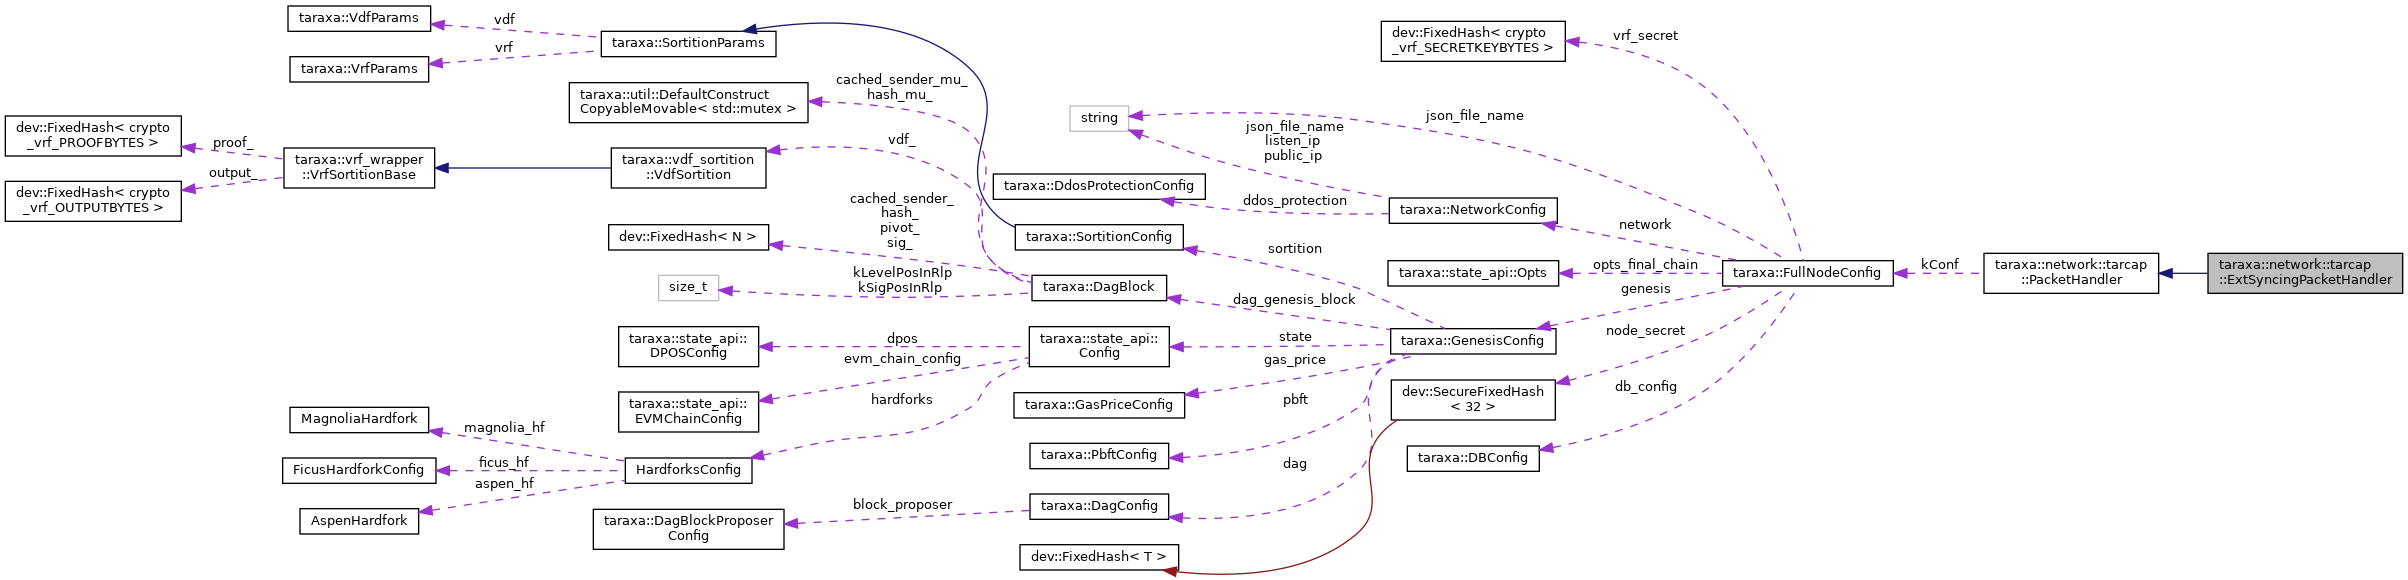 taraxa::VdfParams
vdf
taraxa::SortitionParams
vrf
taraxa::VrfParams
taraxa::util::DefaultConstruct
CopyableMovable< std::mutex >
cached_sender_mu_
hash_mu_
dev::FixedHash< crypto
_vrf_PROOFBYTES >
proof_
output_
dev::FixedHash< crypto
_vrf_OUTPUTBYTES >
taraxa::vrf_wrapper
::VrfSortitionBase
taraxa::vdf_sortition
::VdfSortition
vdf_
cached_sender_
hash_
pivot_
sig_
dev::FixedHash< N >
size_t
kLevelPosInRlp
kSigPosInRlp
taraxa::DagBlock
taraxa::SortitionConfig
taraxa::DdosProtectionConfig
string
json_file_name
listen_ip
public_ip
ddos_protection
taraxa::NetworkConfig
json_file_name
dev::FixedHash< crypto
_vrf_SECRETKEYBYTES >
vrf_secret
network
sortition
taraxa::state_api::Opts
opts_final_chain
genesis
taraxa::FullNodeConfig
kConf
taraxa::network::tarcap
::PacketHandler
taraxa::network::tarcap
::ExtSyncingPacketHandler
dag_genesis_block
taraxa::GenesisConfig
node_secret
state
gas_price
taraxa::state_api::
Config
dpos
evm_chain_config
hardforks
taraxa::state_api::
DPOSConfig
taraxa::state_api::
EVMChainConfig
taraxa::GasPriceConfig
pbft
dev::SecureFixedHash
< 32 >
db_config
taraxa::DBConfig
MagnoliaHardfork
magnolia_hf
FicusHardforkConfig
ficus_hf
aspen_hf
AspenHardfork
HardforksConfig
taraxa::PbftConfig
dag
taraxa::DagConfig
block_proposer
taraxa::DagBlockProposer
Config
dev::FixedHash< T >